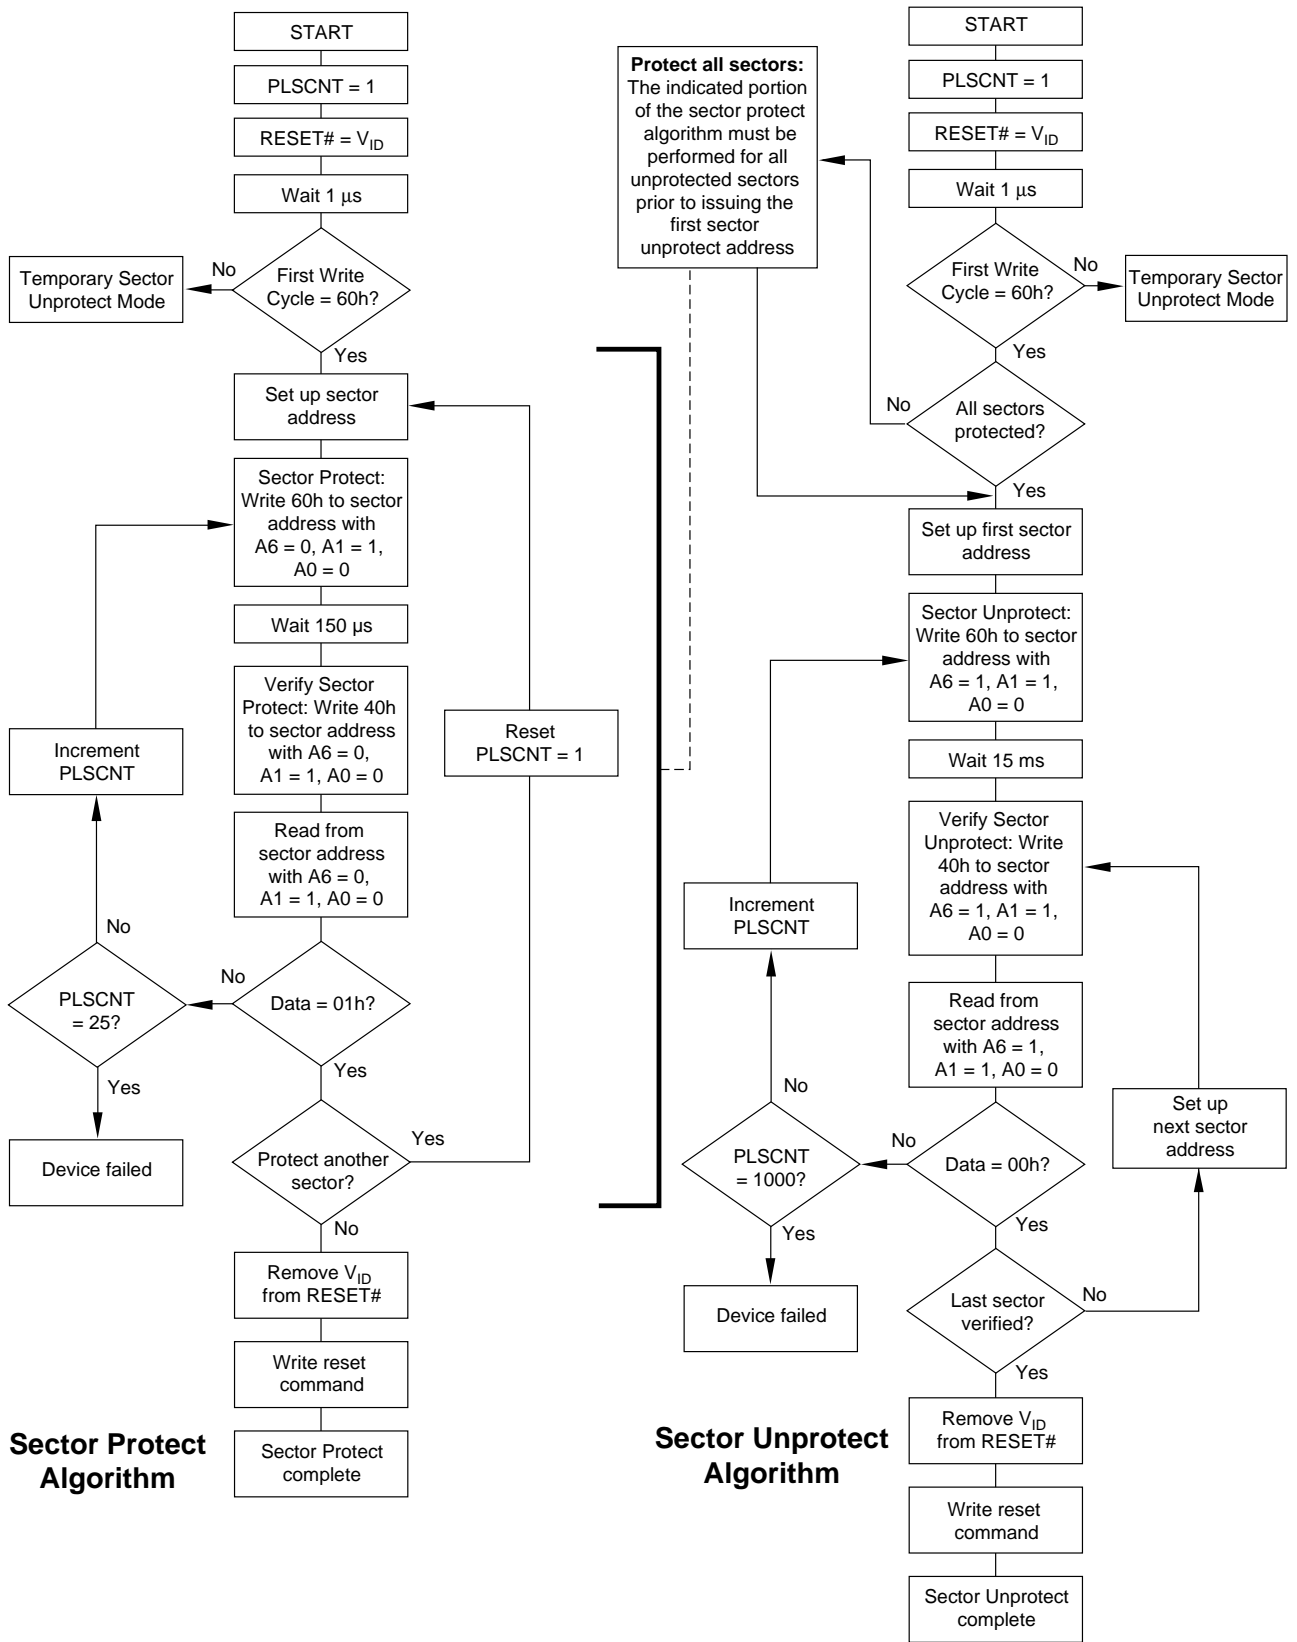 START
PLSCNT = 1
RESET# = VID
Wait 1 μs
First Write
Cycle = 60h?
No
Temporary Sector
Unprotect Mode
Yes
Set up sector
address
Sector Protect:
Write 60h to sector
address with
A6 = 0, A1 = 1,
A0 = 0
Wait 150 µs
Verify Sector
Protect: Write 40h
to sector address
with A6 = 0,
A1 = 1, A0 = 0
Reset
PLSCNT = 1
Increment
PLSCNT
Read from
sector address
with A6 = 0,
A1 = 1, A0 = 0
No
No
PLSCNT
= 25?
Data = 01h?
Yes
Yes
Device failed
Protect another
sector?
Yes
No
Remove VID
from RESET#
Write reset
command
Sector Protect
complete
Sector Protect
Algorithm
Protect all sectors:
The indicated portion
of the sector protect
algorithm must be
performed for all
unprotected sectors
prior to issuing the
first sector
unprotect address
START
PLSCNT = 1
RESET# = VID
Wait 1 μs
First Write
Cycle = 60h?
No
Temporary Sector
Unprotect Mode
Yes
No
All sectors
protected?
Yes
Set up first sector
address
Sector Unprotect:
Write 60h to sector
address with
A6 = 1, A1 = 1,
A0 = 0
Wait 15 ms
Verify Sector
Unprotect: Write
40h to sector
address with
A6 = 1, A1 = 1,
A0 = 0
Increment
PLSCNT
Read from
sector address
with A6 = 1,
A1 = 1, A0 = 0
No
No
PLSCNT
= 1000?
Data = 00h?
Set up
next sector
address
Yes
Yes
Device failed
Last sector
verified?
No
Yes
Remove VID
from RESET#
Write reset
command
Sector Unprotect
complete
Sector Unprotect
Algorithm